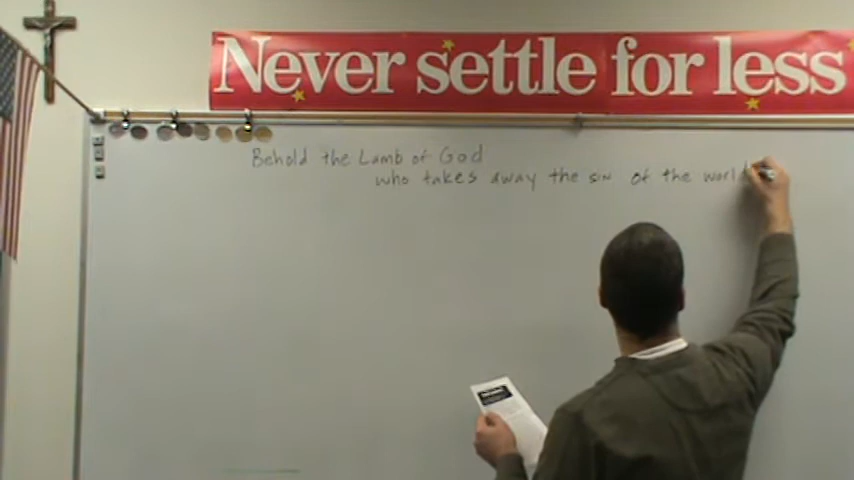 Never settle for less
Behold the Lamb of God
who takes away the sin of the world